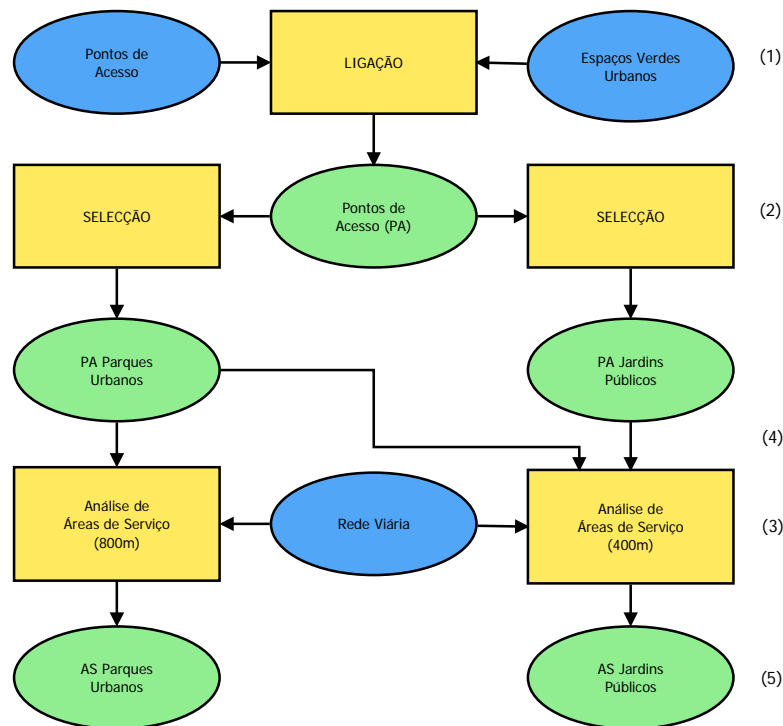 Pontos de
Acesso
LIGAÇÃO
Espaços Verdes
Urbanos
(1)
SELECÇÃO
Pontos de
Acesso (PA)
SELECÇÃO
(2)
PA Parques
Urbanos
PA Jardins
Públicos
(4)
Análise de
Áreas de Serviço
(800m)
Rede Viária
Análise de
Áreas de Serviço
(400m)
(3)
AS Parques
Urbanos
AS Jardins
Públicos
(5)